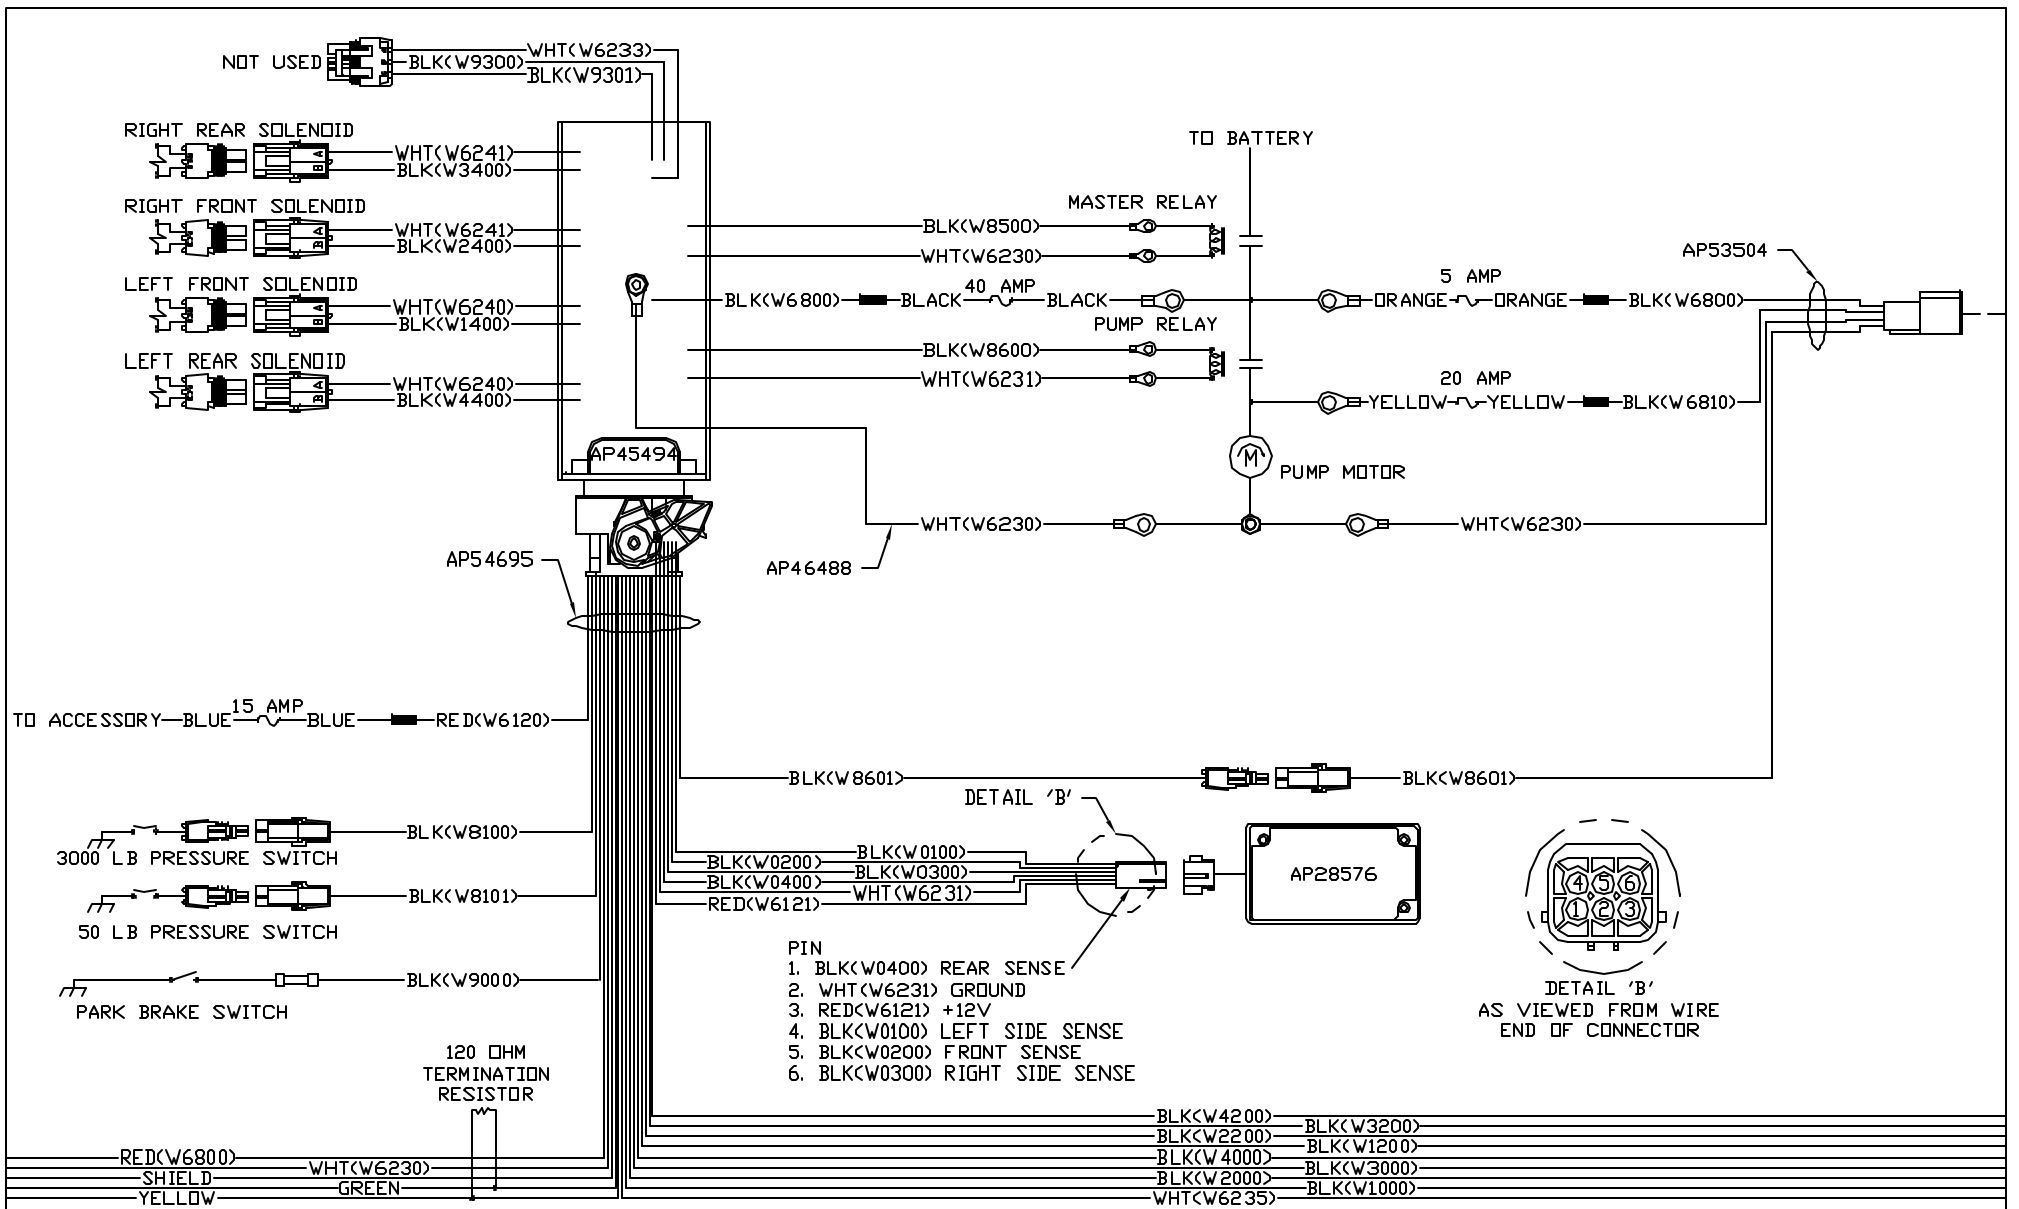 NOT USED
WHT(W6233)
BLK(W9300)
BLK(W9301)
RIGHT REAR SOLENOID
A
B
WHT(W6241)
BLK(W3400)
RIGHT FRONT SOLENOID
A
B
WHT(W6241)
BLK(W2400)
LEFT FRONT SOLENOID
A
B
WHT(W6240)
BLK(W1400)
LEFT REAR SOLENOID
A
B
WHT(W6240)
BLK(W4400)
AP45494
TO BATTERY
MASTER RELAY
BLK(W8500)
WHT(W6230)
BLK(W6800) BLACK 40 AMP BLACK
PUMP RELAY
BLK(W8600)
WHT(W6231)
AP53504
5 AMP
ORANGE ORANGE BLK(W6800)
20 AMP
YELLOW YELLOW BLK(W6810)
M
PUMP MOTOR
WHT(W6230)
WHT(W6230)
AP54695
AP46488
15 AMP
TO ACCESSORY BLUE BLUE RED(W6120)
BLK(W8601)
BLK(W8601)
BLK(W8100)
3000 LB PRESSURE SWITCH
BLK(W8101)
50 LB PRESSURE SWITCH
BLK(W9000)
PARK BRAKE SWITCH
DETAIL 'B'
BLK(W0100)
BLK(W0200)
BLK(W0300)
BLK(W0400)
WHT(W6231)
RED(W6121)
AP28576
4 5 6
1 2 3
DETAIL 'B'
AS VIEWED FROM WIRE
END OF CONNECTOR
PIN
1. BLK(W0400) REAR SENSE
2. WHT(W6231) GROUND
3. RED(W6121) +12V
4. BLK(W0100) LEFT SIDE SENSE
5. BLK(W0200) FRONT SENSE
6. BLK(W0300) RIGHT SIDE SENSE
120 OHM
TERMINATION
RESISTOR
RED(W6800)
WHT(W6230)
SHIELD
GREEN
YELLOW
BLK(W4200)
BLK(W3200)
BLK(W2200)
BLK(W1200)
BLK(W4000)
BLK(W3000)
BLK(W2000)
BLK(W1000)
WHT(W6235)